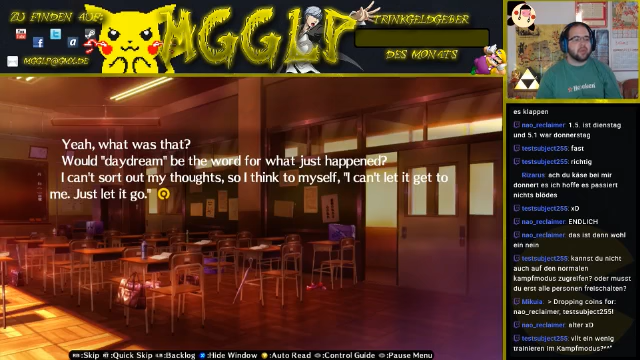 ZU FINDEN AUF:
MGGLP@GMX.DE
MGGLP
TRINKGELDGEBER
DES MONATS
Yeah, what was that?
Would "daydream" be the word for what just happened?
I can't sort out my thoughts, so I think to myself, "I can't let it get to
me. Just let it go."
:Skip :Quick Skip :Backlog :Hide Window :Auto Read :Control Guide :Pause Menu
es klappen
nao_reclaimer: 1.5. ist dienstag
und 5.1 war donnerstag
testsubject255: fast
testsubject255: richtig
Rizarus: ach du käse bei mir
donnert es ich hoffe es passiert
nichts blödes
testsubject255: xD
nao_reclaimer: ENDLICH
nao_reclaimer: das ist dann wohl
ein nein
testsubject255: kannst du nicht
auch auf den normalen
kampfmodus zugreifen? oder musst
du erst alle personen freischalten?
Mikuia: > Dropping coins for:
nao_reclaimer, testsubject255!
nao_reclaimer: alter xD
testsubject255: vllt ein wenig
trainieren im Kampfmodus?^^"